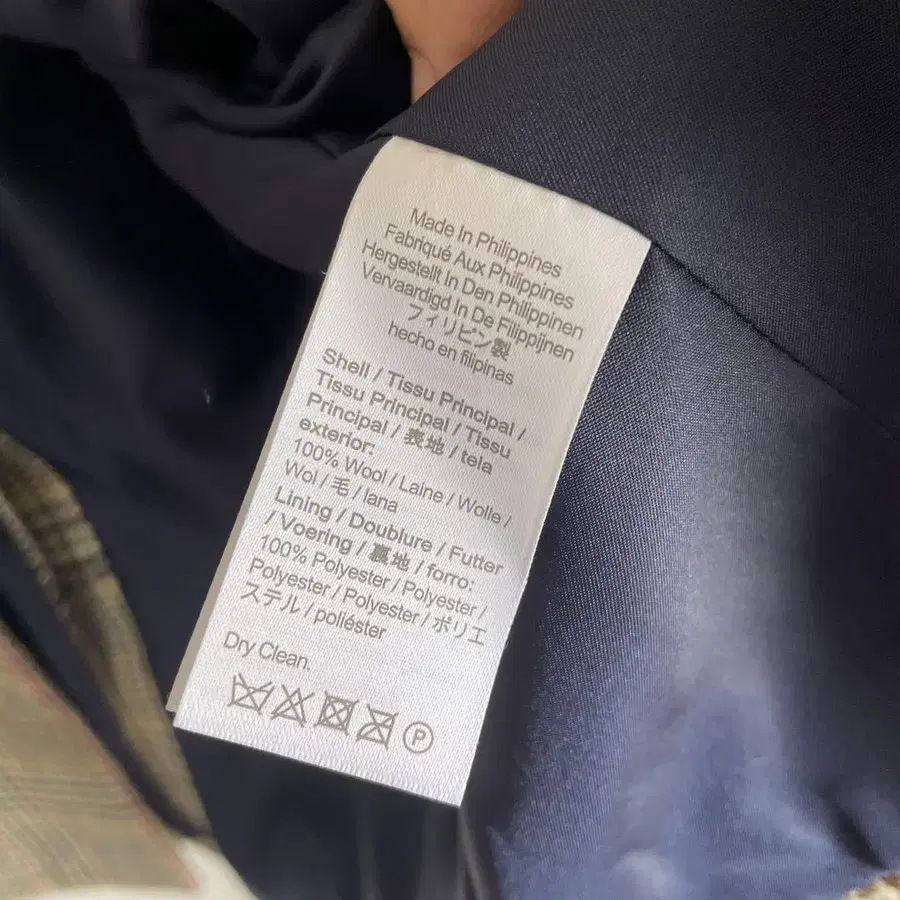 Made In Philippines
Fabriqué Aux Philippines
Hergestellt In Den Philippinen
Vervaardigd In De Filippijnen
フィリピン製
hecho en filipinas
Shell / Tissu Principal /
Tissu Principal / Tissu
Principal / 表地 / tela
exterior:
100% Wool / Laine / Wolle /
Wol / 毛 / lana
Lining / Doublure / Futter
/ Voering / 裏地 / forro:
100% Polyester / Polyester /
Polyester / Polyester / ポリエ
ステル / poliéster
Dry Clean.
P